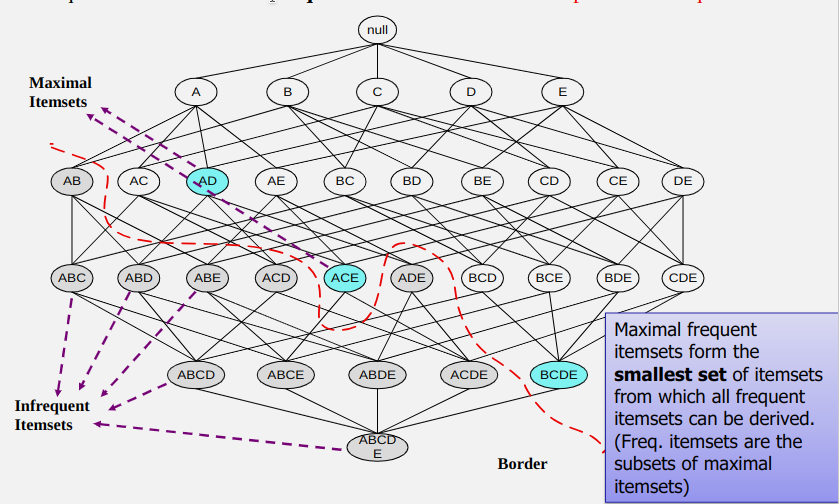 null
Maximal
Itemsets
A B C D E
AB AC AD AE BC BD BE CD CE DE
ABC ABD ABE ACD ACE ADE BCD BCE BDE CDE
ABCD ABCE ABDE ACDE BCDE
ABCD
E
Infrequent
Itemsets
Border
Maximal frequent
itemsets form the
smallest set of itemsets
from which all frequent
itemsets can be derived.
(Freq. itemsets are the
subsets of maximal
itemsets)